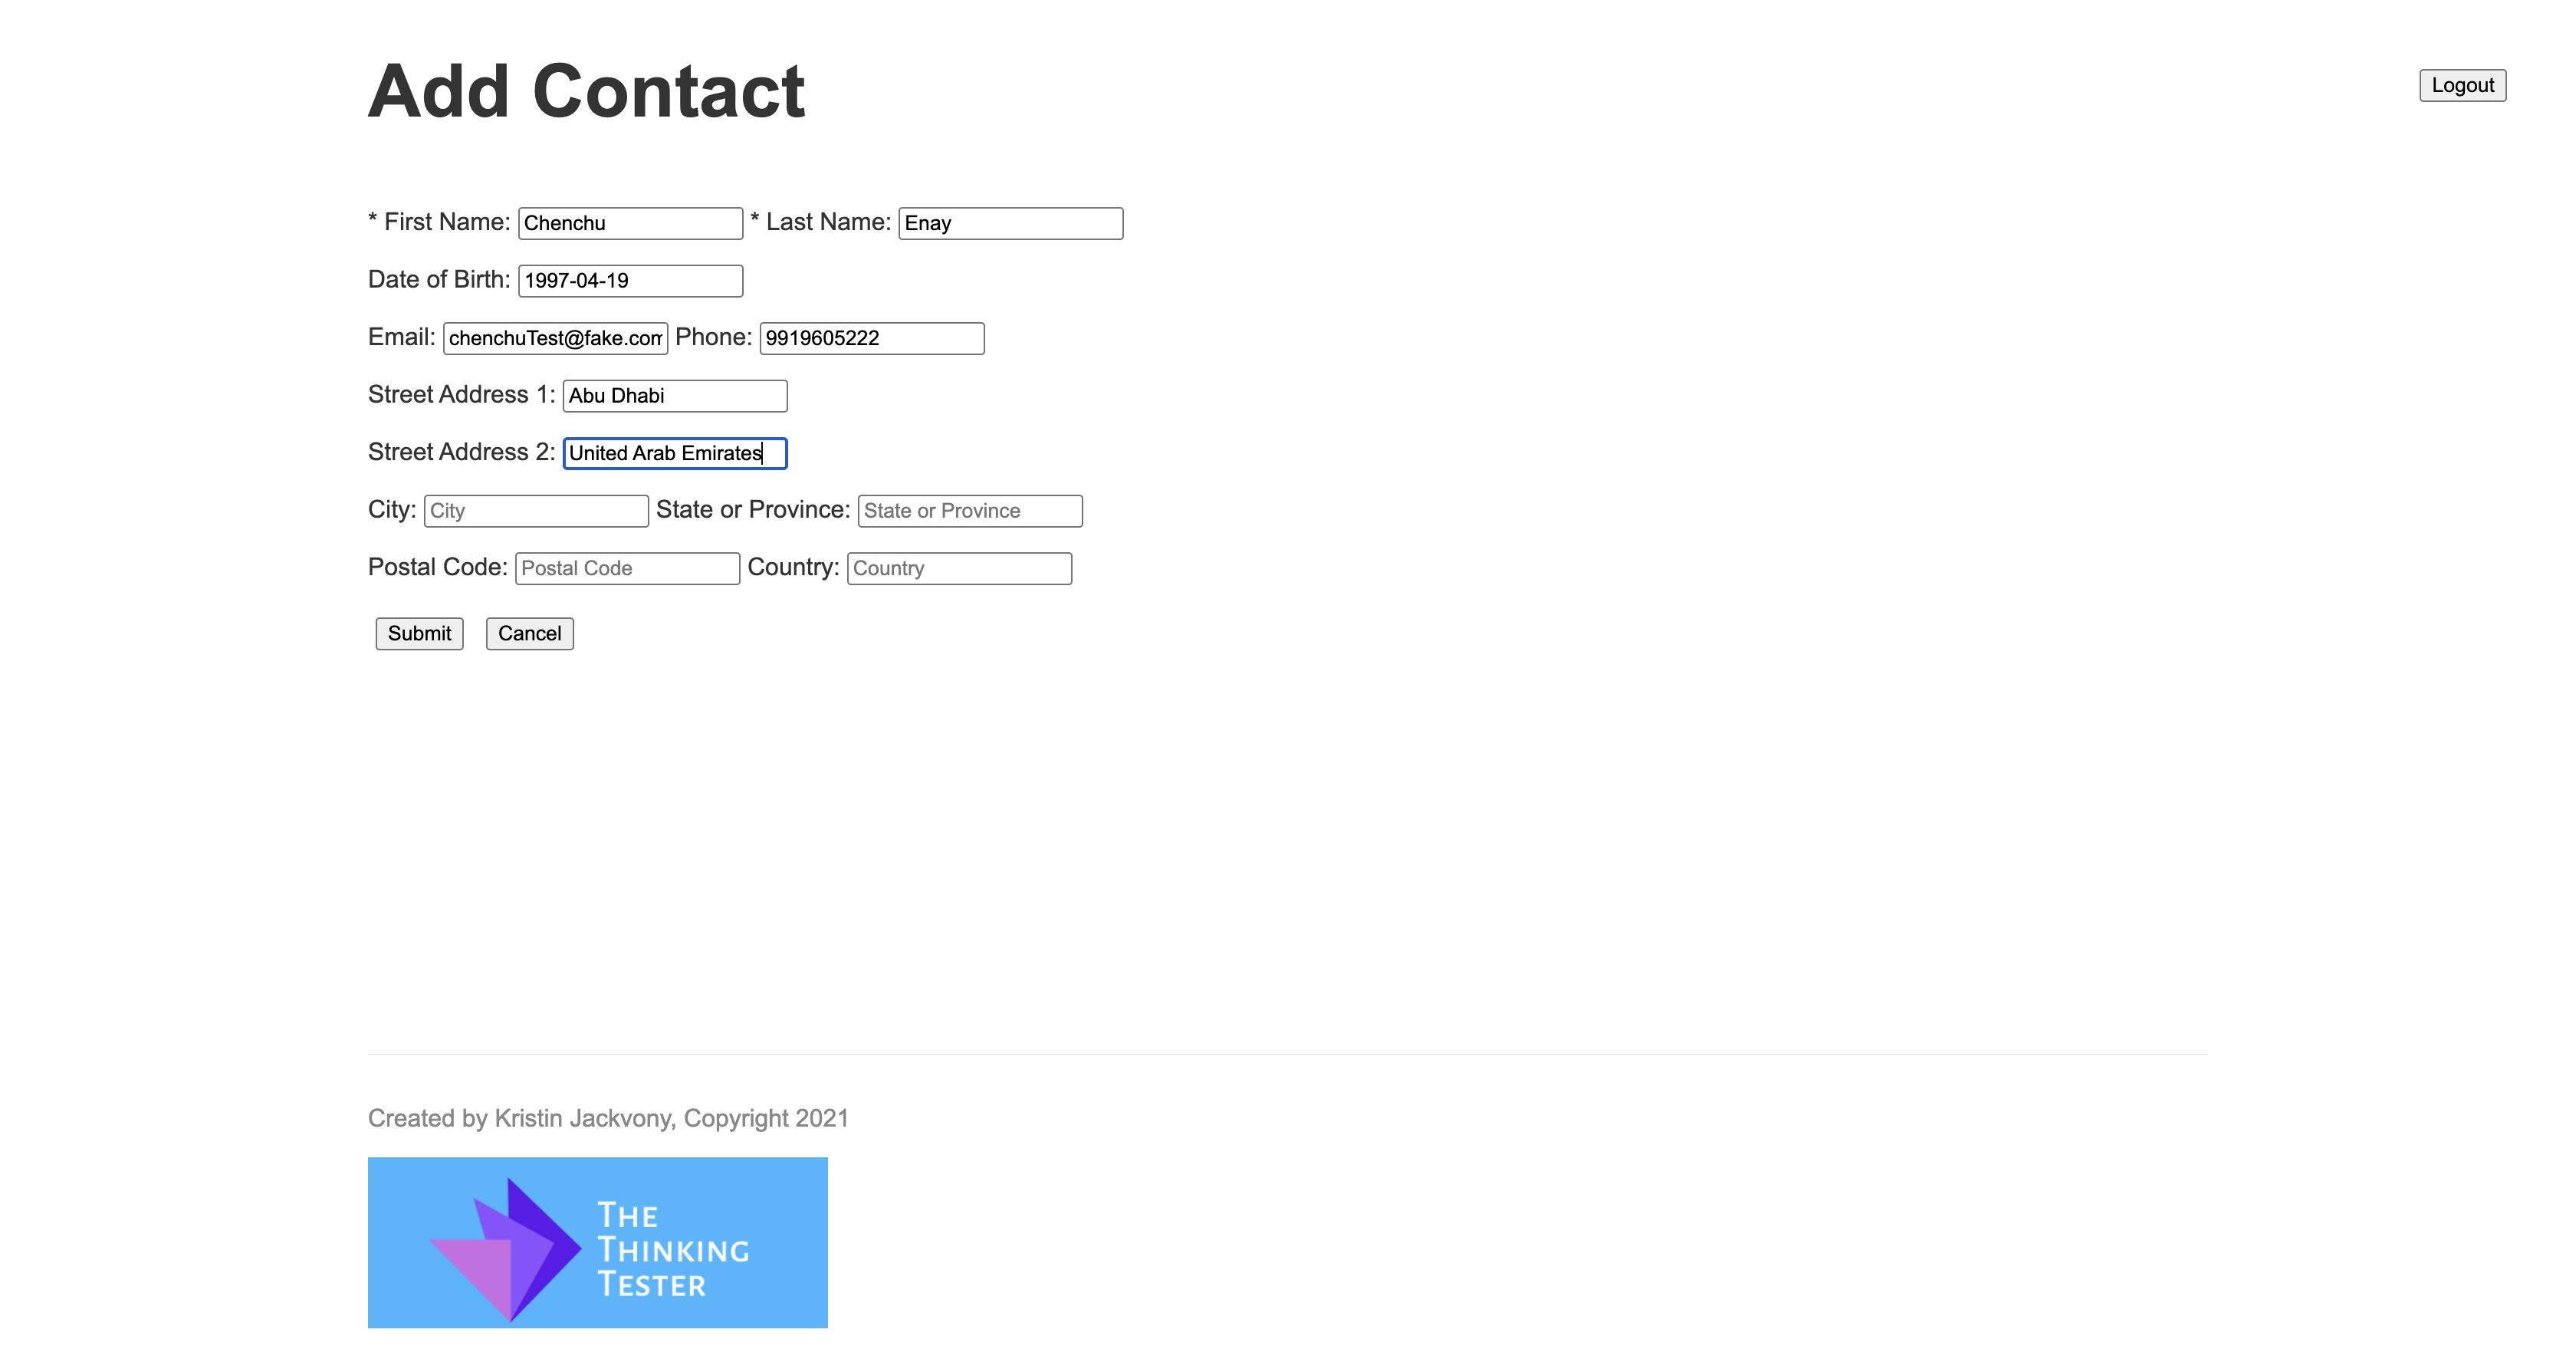 Add Contact
Logout
* First Name: Chenchu * Last Name: Enay
Date of Birth: 1997-04-19
Email: chenchuTest@fake.com Phone: 9919605222
Street Address 1: Abu Dhabi
Street Address 2: United Arab Emirates
City: City State or Province: State or Province
Postal Code: Postal Code Country: Country
Submit Cancel
Created by Kristin Jackvony, Copyright 2021
THE
THINKING
TESTER